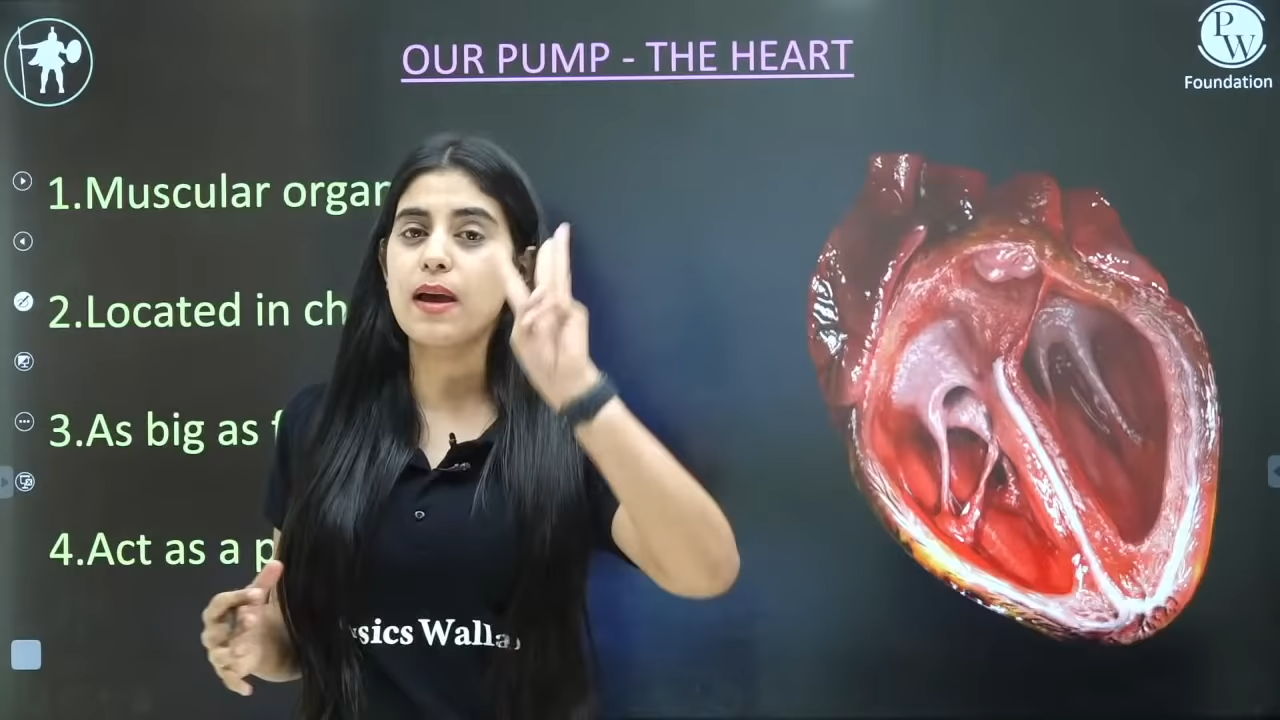 OUR PUMP - THE HEART
PW
Foundation
1.Muscular organ
2.Located in ch
3.As big as f
4.Act as a p
sics Walla